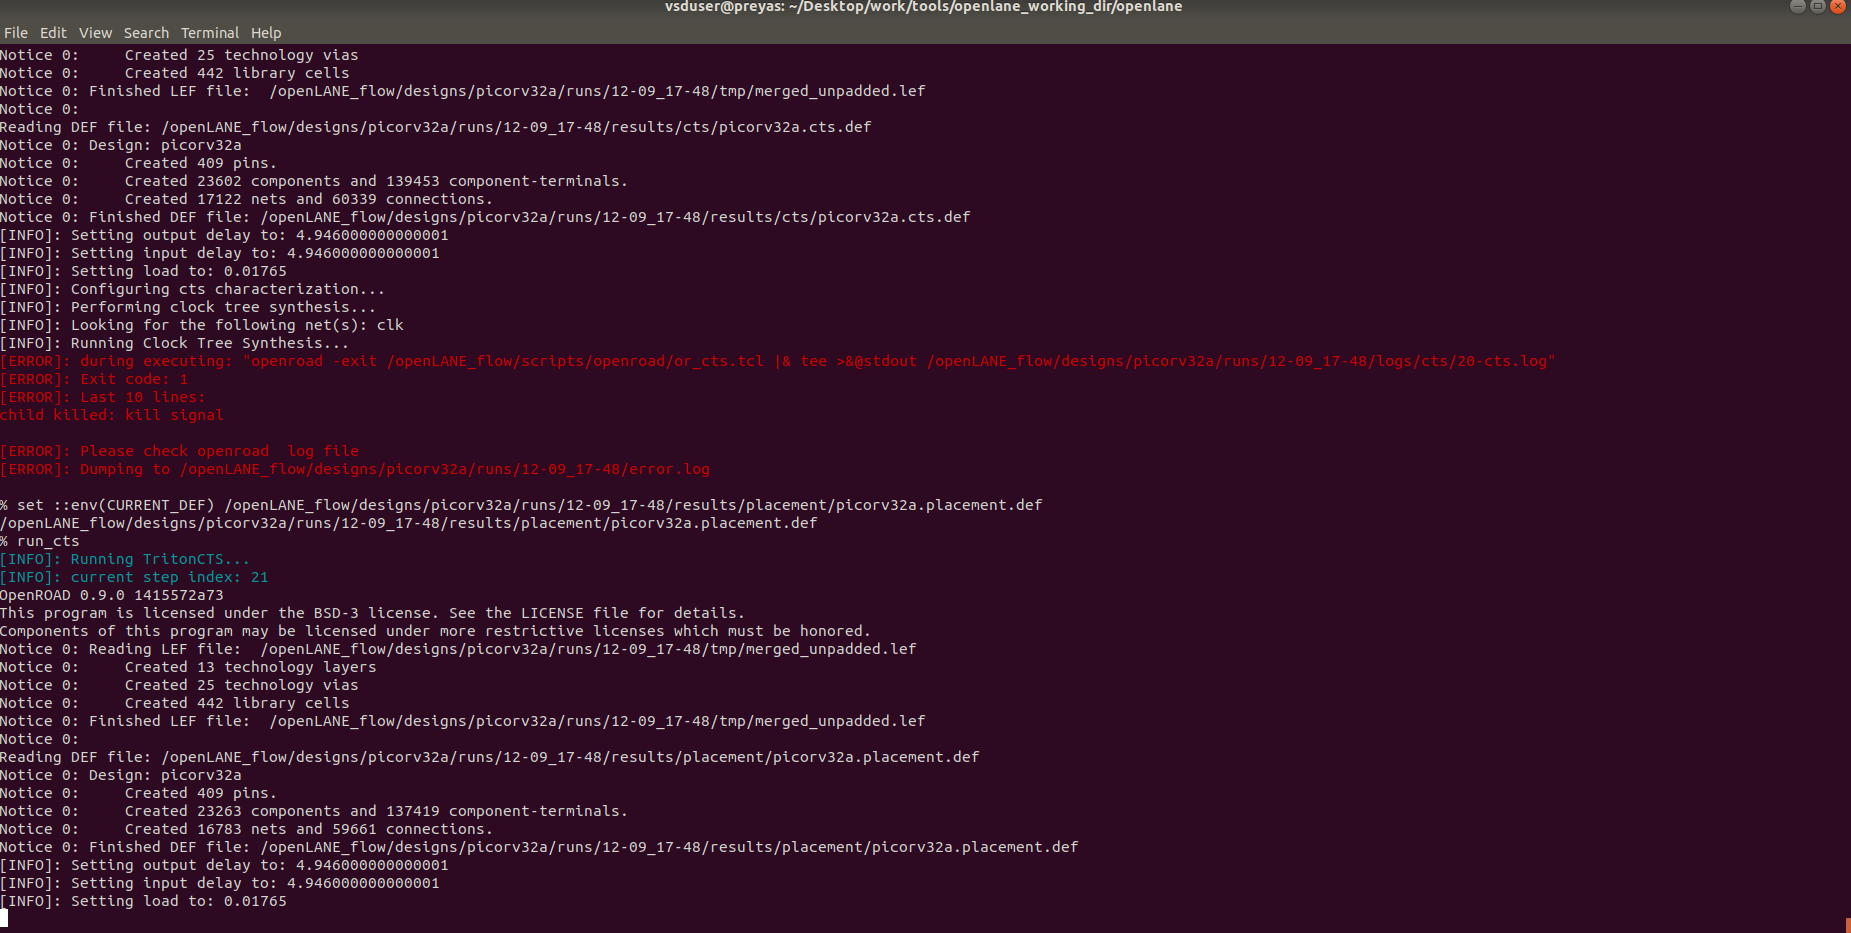 vsduser@preyas: ~/Desktop/work/tools/openlane_working_dir/openlane
File Edit View Search Terminal Help
Notice 0:     Created 25 technology vias
Notice 0:     Created 442 library cells
Notice 0: Finished LEF file:  /openLANE_flow/designs/picorv32a/runs/12-09_17-48/tmp/merged_unpadded.lef
Notice 0:
Reading DEF file: /openLANE_flow/designs/picorv32a/runs/12-09_17-48/results/cts/picorv32a.cts.def
Notice 0: Design: picorv32a
Notice 0:     Created 409 pins.
Notice 0:     Created 23602 components and 139453 component-terminals.
Notice 0:     Created 17122 nets and 60339 connections.
Notice 0: Finished DEF file: /openLANE_flow/designs/picorv32a/runs/12-09_17-48/results/cts/picorv32a.cts.def
[INFO]: Setting output delay to: 4.946000000000001
[INFO]: Setting input delay to: 4.946000000000001
[INFO]: Setting load to: 0.01765
[INFO]: Configuring cts characterization...
[INFO]: Performing clock tree synthesis...
[INFO]: Looking for the following net(s): clk
[INFO]: Running Clock Tree Synthesis...
[ERROR]: during executing: "openroad -exit /openLANE_flow/scripts/openroad/or_cts.tcl |& tee >&@stdout /openLANE_flow/designs/picorv32a/runs/12-09_17-48/logs/cts/20-cts.log"
[ERROR]: Exit code: 1
[ERROR]: Last 10 lines:
child killed: kill signal
[ERROR]: Please check openroad  log file
[ERROR]: Dumping to /openLANE_flow/designs/picorv32a/runs/12-09_17-48/error.log
% set ::env(CURRENT_DEF) /openLANE_flow/designs/picorv32a/runs/12-09_17-48/results/placement/picorv32a.placement.def
/openLANE_flow/designs/picorv32a/runs/12-09_17-48/results/placement/picorv32a.placement.def
% run_cts
[INFO]: Running TritonCTS...
[INFO]: current step index: 21
OpenROAD 0.9.0 1415572a73
This program is licensed under the BSD-3 license. See the LICENSE file for details.
Components of this program may be licensed under more restrictive licenses which must be honored.
Notice 0: Reading LEF file:  /openLANE_flow/designs/picorv32a/runs/12-09_17-48/tmp/merged_unpadded.lef
Notice 0:     Created 13 technology layers
Notice 0:     Created 25 technology vias
Notice 0:     Created 442 library cells
Notice 0: Finished LEF file:  /openLANE_flow/designs/picorv32a/runs/12-09_17-48/tmp/merged_unpadded.lef
Notice 0:
Reading DEF file: /openLANE_flow/designs/picorv32a/runs/12-09_17-48/results/placement/picorv32a.placement.def
Notice 0: Design: picorv32a
Notice 0:     Created 409 pins.
Notice 0:     Created 23263 components and 137419 component-terminals.
Notice 0:     Created 16783 nets and 59661 connections.
Notice 0: Finished DEF file: /openLANE_flow/designs/picorv32a/runs/12-09_17-48/results/placement/picorv32a.placement.def
[INFO]: Setting output delay to: 4.946000000000001
[INFO]: Setting input delay to: 4.946000000000001
[INFO]: Setting load to: 0.01765